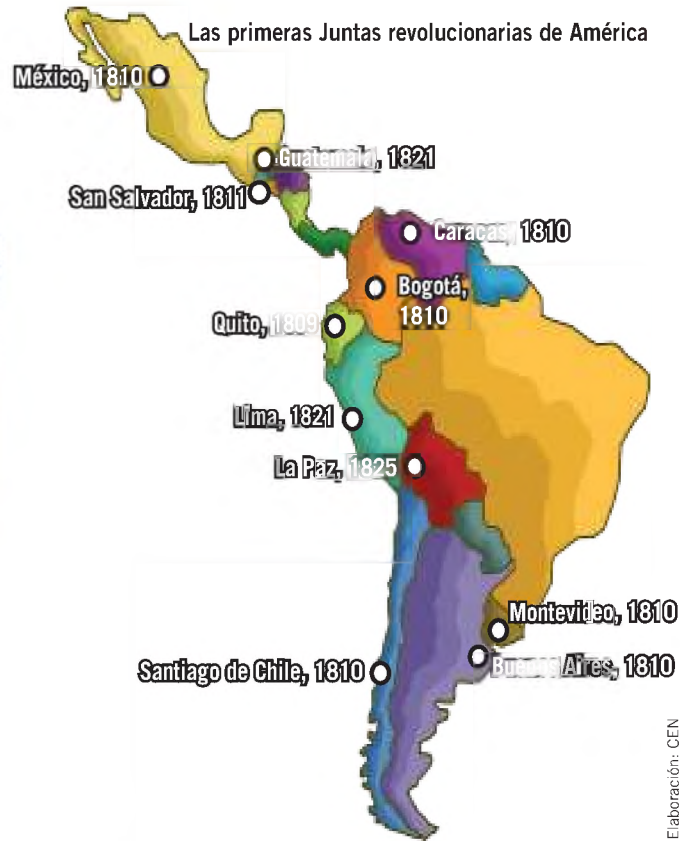 Las primeras Juntas revolucionarias de América
México, 1810
Guatemala, 1821
San Salvador, 1811
Caracas, 1810
Bogotá,
1810
Quito, 1809
Lima, 1821
La Paz, 1825
Montevideo, 1810
Buenos Aires, 1810
Santiago de Chile, 1810
Elaboración: CEN